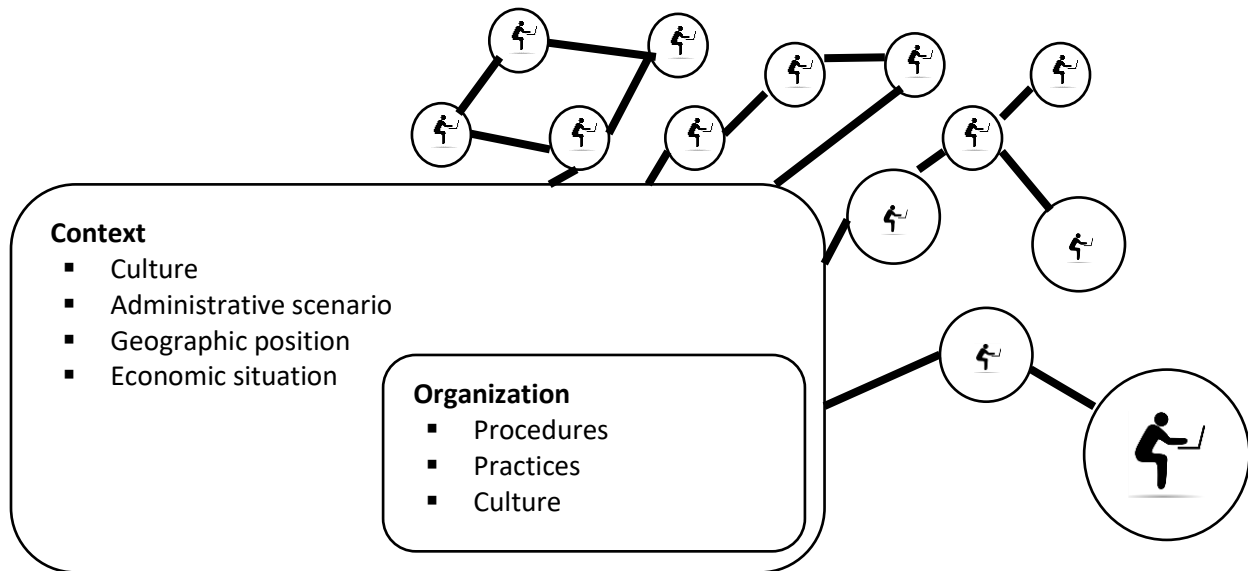 Context
▪ Culture
▪ Administrative scenario
▪ Geographic position
▪ Economic situation
Organization
▪ Procedures
▪ Practices
▪ Culture